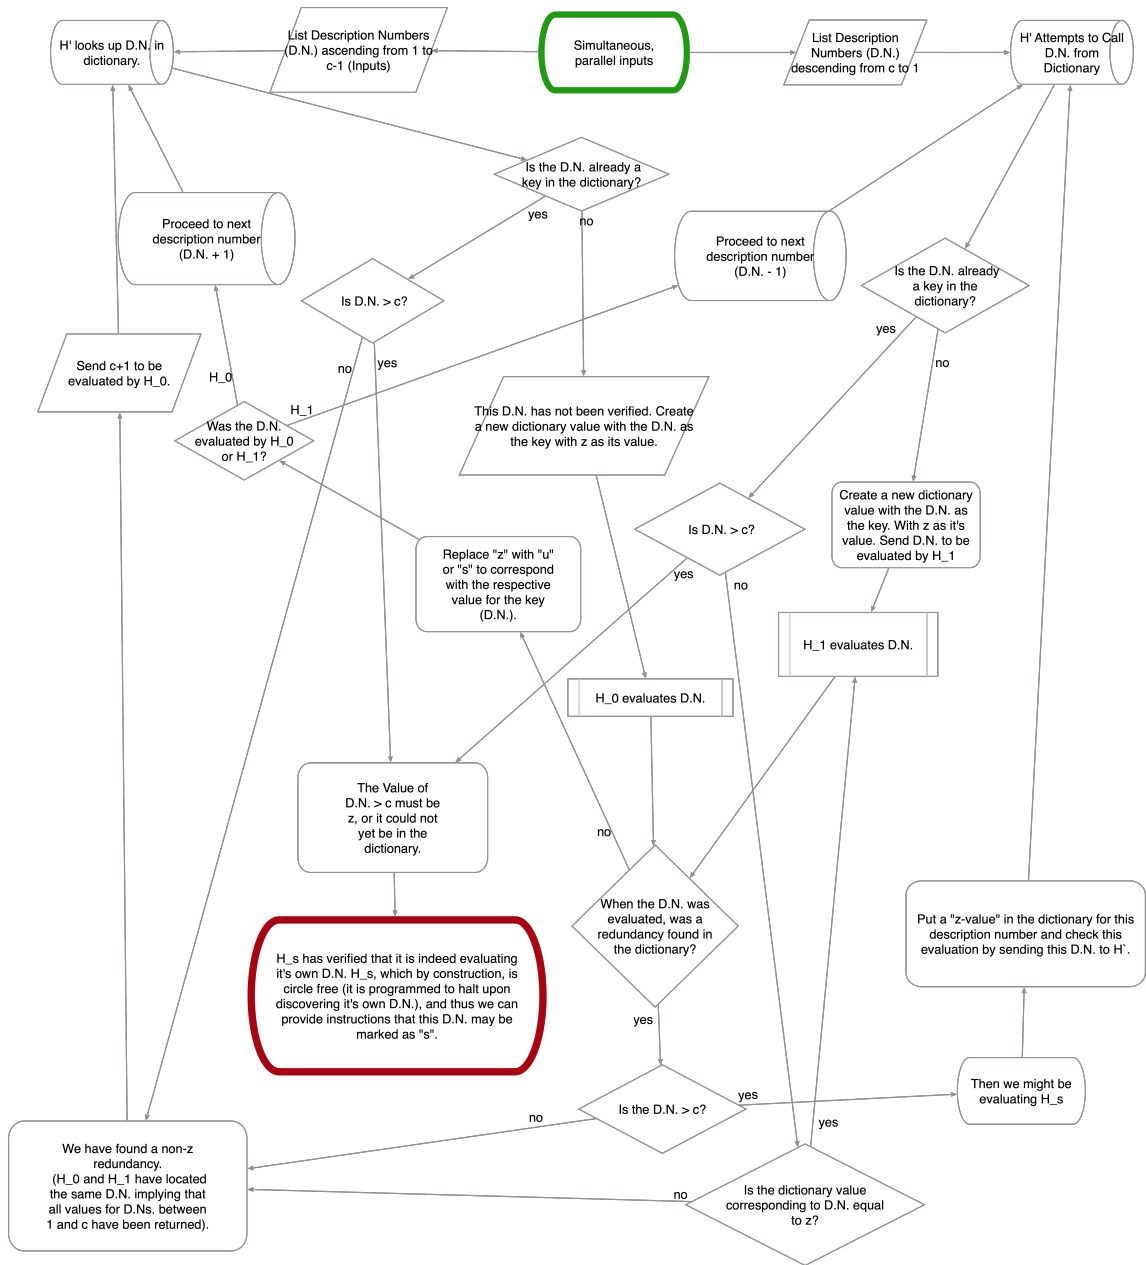 H' looks up D.N. in
dictionary.
List Description Numbers
(D.N.) ascending from 1 to
c-1 (Inputs)
Simultaneous,
parallel inputs
List Description
Numbers (D.N.)
descending from c to 1
H' Attempts to Call
D.N. from
Dictionary
Is the D.N. already a
key in the dictionary?
yes
no
Proceed to next
description number
(D.N. + 1)
Proceed to next
description number
(D.N. - 1)
Is the D.N. already
a key in the
dictionary?
Is D.N. > c?
yes
no
no
yes
Send c+1 to be
evaluated by H_0.
H_0
H_1
Was the D.N.
evaluated by H_0
or H_1?
This D.N. has not been verified. Create
a new dictionary value with the D.N. as
the key with z as its value.
Is D.N. > c?
yes
no
Create a new dictionary
value with the D.N. as
the key. With z as it's
value. Send D.N. to be
evaluated by H_1
Replace "z" with "u"
or "s" to correspond
with the respective
value for the key
(D.N.).
H_1 evaluates D.N.
H_0 evaluates D.N.
The Value of
D.N. > c must be
z, or it could not
yet be in the
dictionary.
no
When the D.N. was
evaluated, was a
redundancy found in
the dictionary?
yes
Put a "z-value" in the dictionary for this
description number and check this
evaluation by sending this D.N. to H`.
H_s has verified that it is indeed evaluating
it's own D.N. H_s, which by construction, is
circle free (it is programmed to halt upon
discovering it's own D.N.), and thus we can
provide instructions that this D.N. may be
marked as "s".
Is the D.N. > c?
yes
no
Then we might be
evaluating H_s
yes
no
We have found a non-z
redundancy.
(H_0 and H_1 have located
the same D.N. implying that
all values for D.Ns. between
1 and c have been returned).
Is the dictionary value
corresponding to D.N. equal
to z?